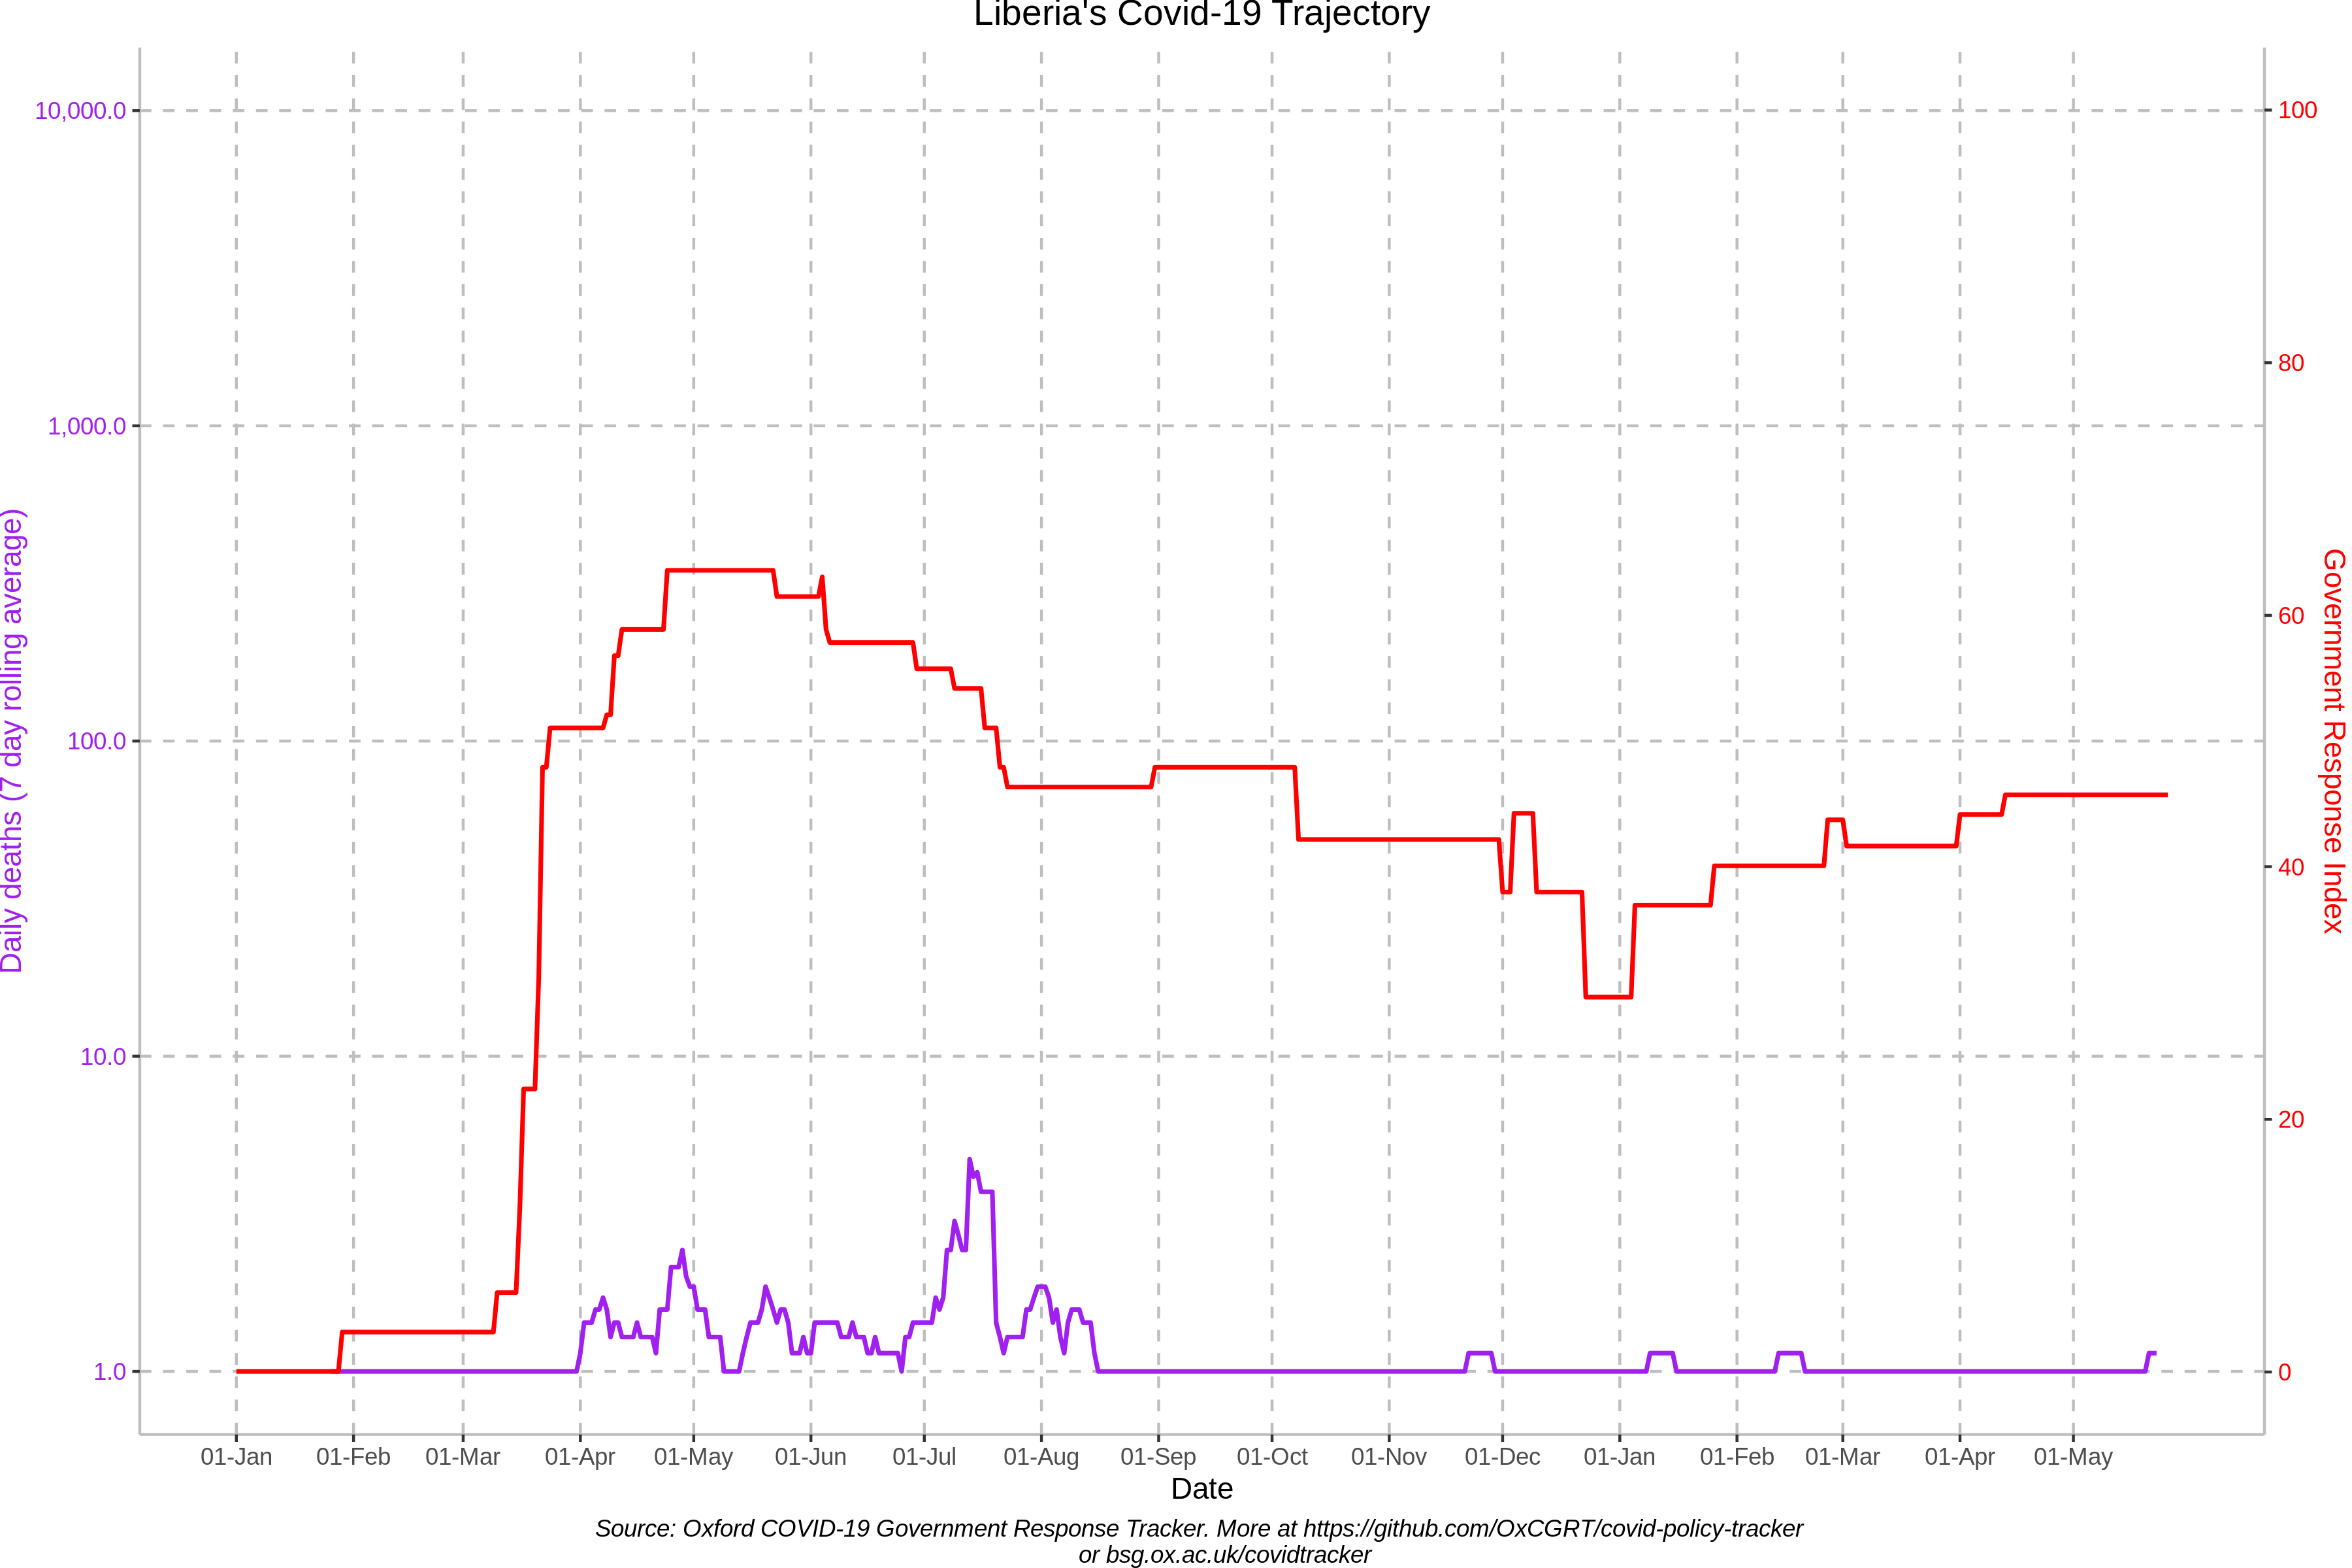 Liberia's Covid-19 Trajectory
10,000.0
1,000.0
100.0
10.0
1.0
Daily deaths (7 day rolling average)
100
80
60
40
20
0
Government Response Index
01-Jan 01-Feb 01-Mar 01-Apr 01-May 01-Jun 01-Jul 01-Aug 01-Sep 01-Oct 01-Nov 01-Dec 01-Jan 01-Feb 01-Mar 01-Apr 01-May
Date
Source: Oxford COVID-19 Government Response Tracker. More at https://github.com/OxCGRT/covid-policy-tracker
or bsg.ox.ac.uk/covidtracker